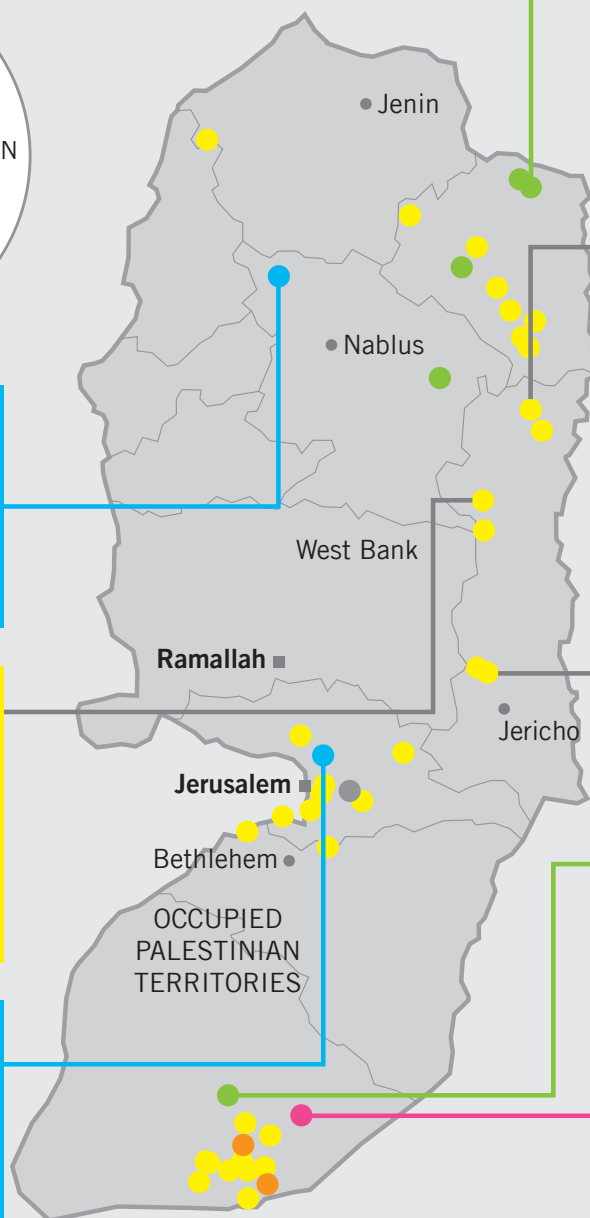 N
Jenin
Nablus
West Bank
Ramallah
Jericho
Jerusalem
Bethlehem
OCCUPIED
PALESTINIAN
TERRITORIES